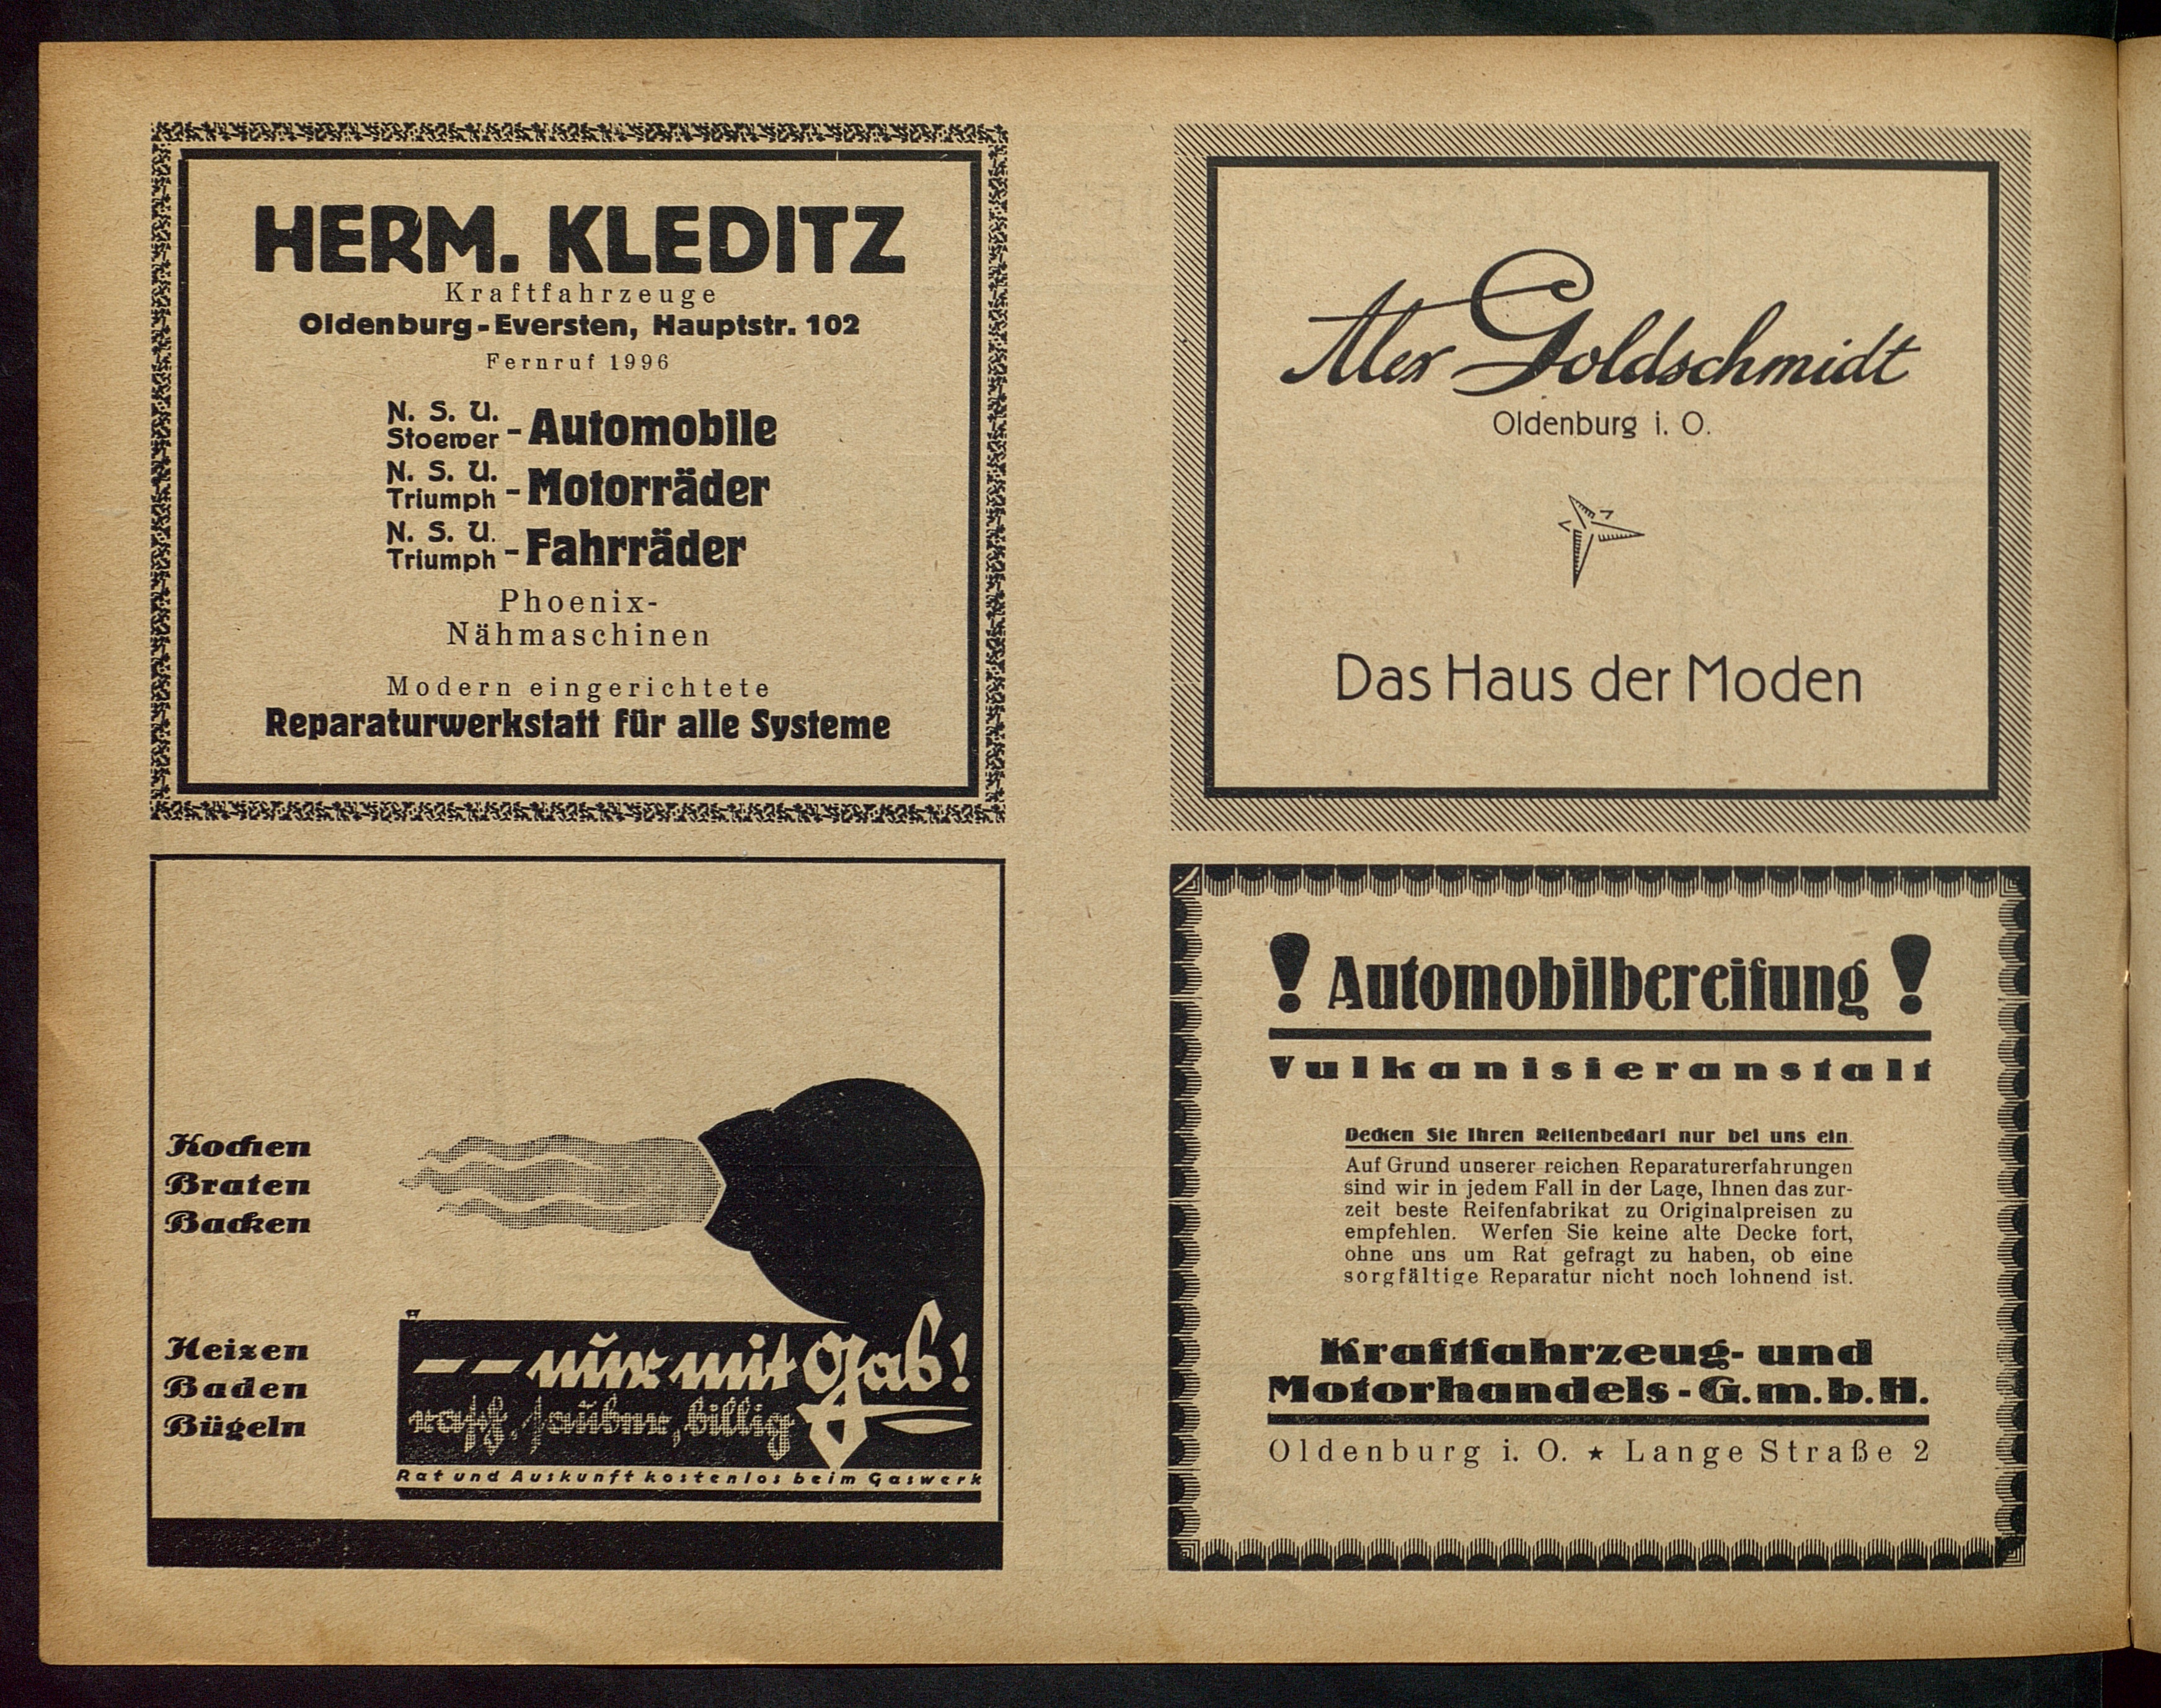 HERM. KLEDITZ
Kraftfahrzeuge
Oldenburg-Eversten, Hauptstr. 102
Fernruf 1996
N. S. U.
Stoewer - Automobile
N. S. U.
Triumph - Motorräder
N. S. U.
Triumph - Fahrräder
Phoenix-
Nähmaschinen
Modern eingerichtete
Reparaturwerkstatt für alle Systeme
Alex Goldschmidt
Oldenburg i. O.
Das Haus der Moden
Kochen
Braten
Backen
Heizen
Baden
Bügeln
-- nur mit Gas!
rasch, sauber, billig
Rat und Auskunft kostenlos beim Gaswerk
! Automobilbereifung !
Vulkanisieranstalt
Decken Sie Ihren Reifenbedarf nur bei uns ein.
Auf Grund unserer reichen Reparaturerfahrungen
sind wir in jedem Fall in der Lage, Ihnen das zur-
zeit beste Reifenfabrikat zu Originalpreisen zu
empfehlen. Werfen Sie keine alte Decke fort,
ohne uns um Rat gefragt zu haben, ob eine
sorgfältige Reparatur nicht noch lohnend ist.
Kraftfahrzeug- und
Motorhandels-G.m.b.H.
Oldenburg i. O. ★ Lange Straße 2